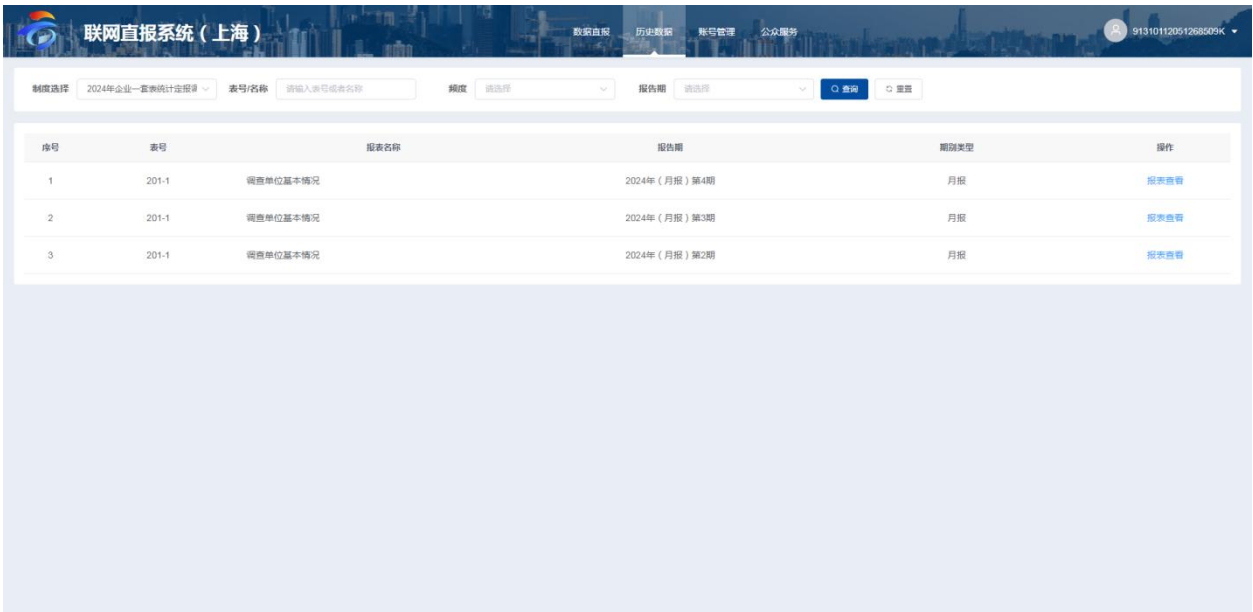 联网直报系统（上海）
数据直报 历史数据 账号管理 公众服务 91310112051268509K
制度选择 2024年企业一套表统计定报 表号/名称 请输入表号或表名称 频度 请选择 报告期 请选择 查询 重置
序号 表号 报表名称 报告期 期别类型 操作
1 201-1 调查单位基本情况 2024年（月报）第4期 月报 报表查看
2 201-1 调查单位基本情况 2024年（月报）第3期 月报 报表查看
3 201-1 调查单位基本情况 2024年（月报）第2期 月报 报表查看